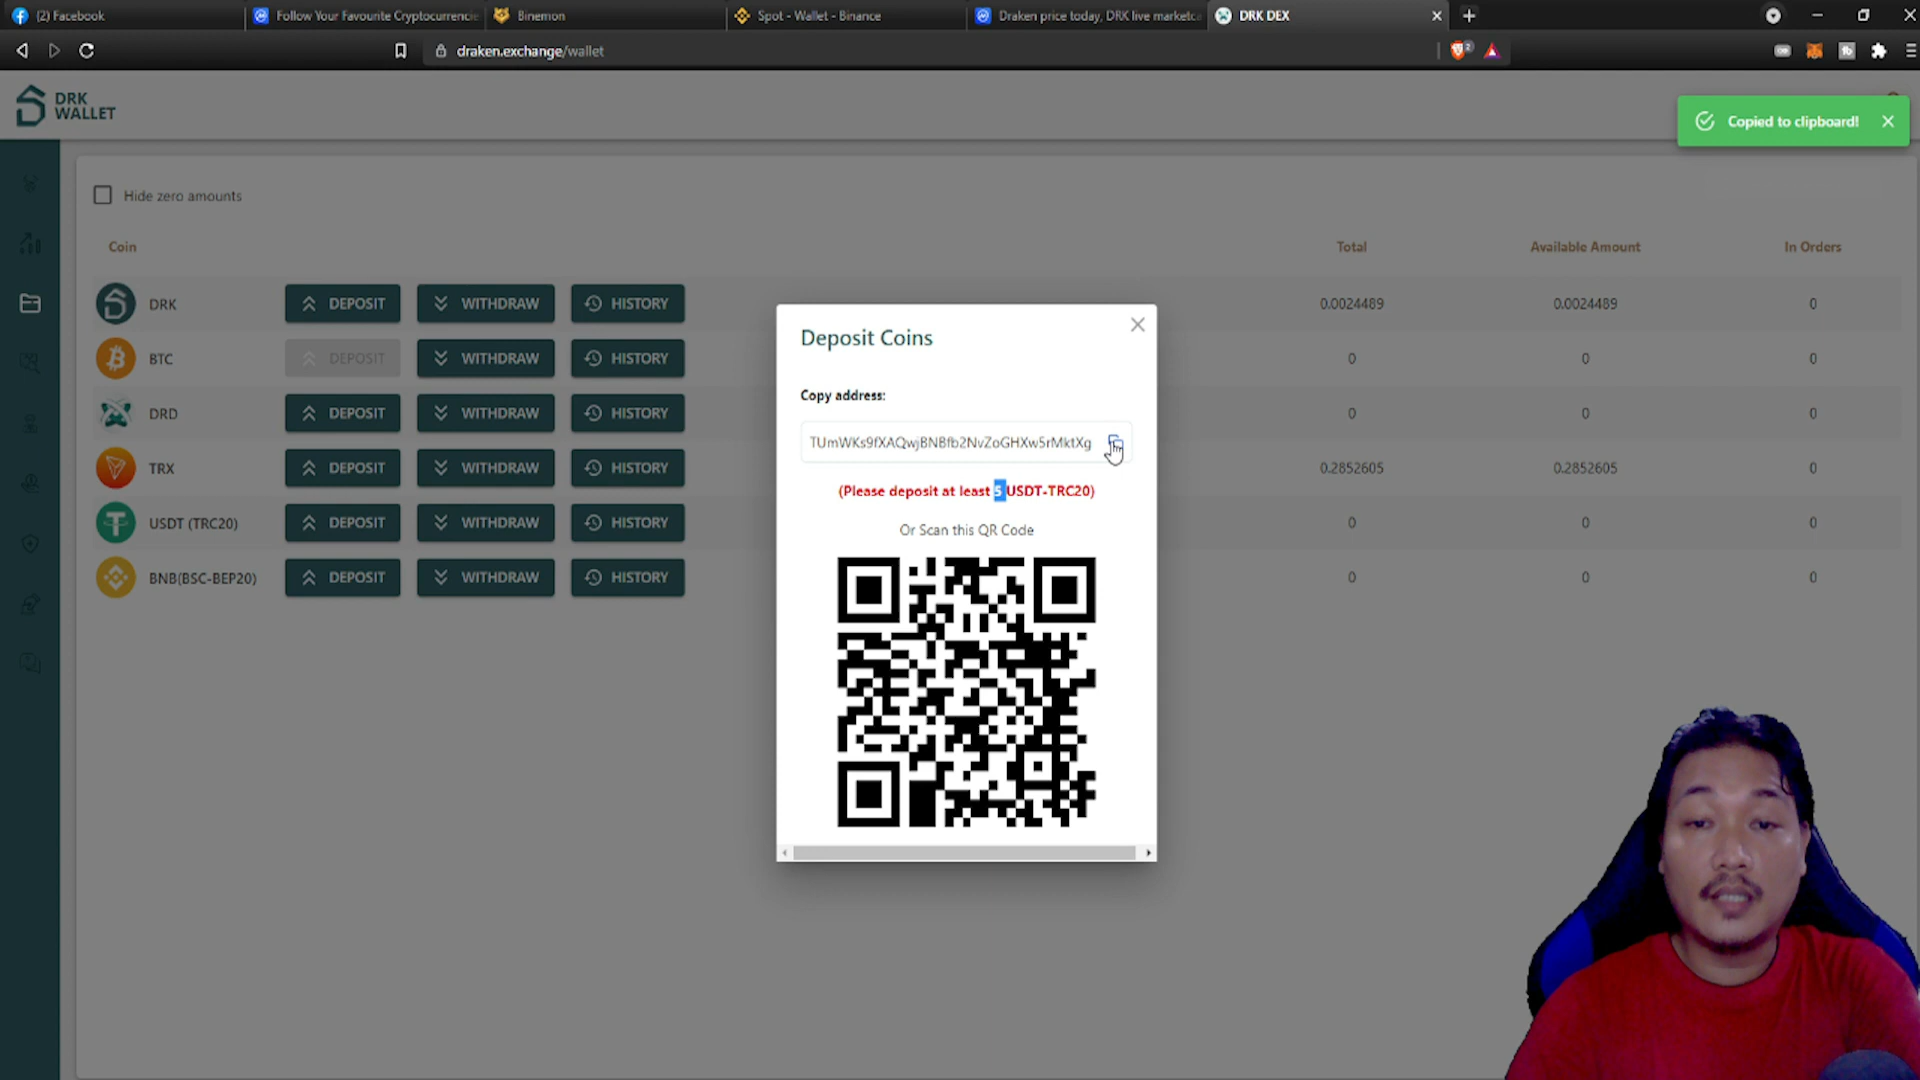 (2) Facebook
Follow Your Favourite Cryptocurrencie
Binemon
Spot - Wallet - Binance
Draken price today, DRK live marketca
DRK DEX
draken.exchange/wallet
2
DRK
WALLET
Copied to clipboard!
Hide zero amounts
Coin
Total
Available Amount
In Orders
DRK
DEPOSIT
WITHDRAW
HISTORY
0.0024489
0.0024489
0
BTC
DEPOSIT
WITHDRAW
HISTORY
0
0
0
DRD
DEPOSIT
WITHDRAW
HISTORY
0
0
0
TRX
DEPOSIT
WITHDRAW
HISTORY
0.2852605
0.2852605
0
USDT (TRC20)
DEPOSIT
WITHDRAW
HISTORY
0
0
0
BNB(BSC-BEP20)
DEPOSIT
WITHDRAW
HISTORY
0
0
0
Deposit Coins
Copy address:
TUmWKs9fXAQwjBNBfb2NvZoGHXw5rMktXg
(Please deposit at least 5 USDT-TRC20)
Or Scan this QR Code